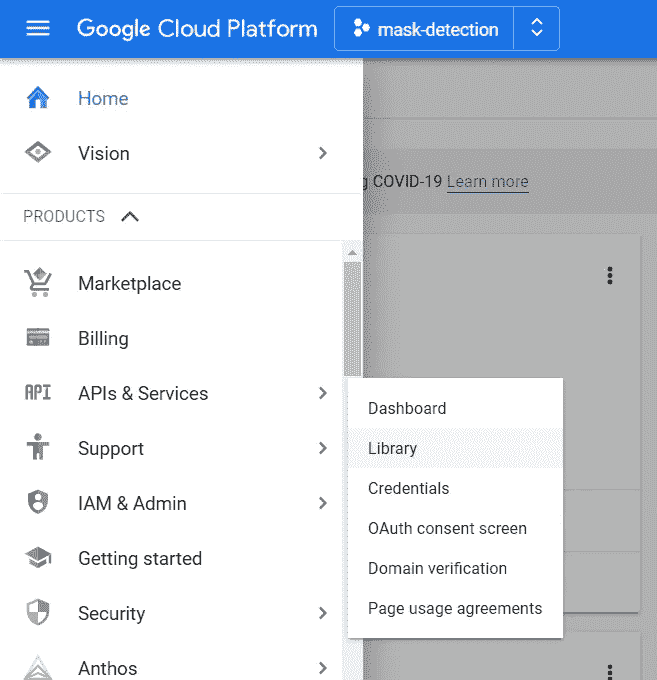 Google Cloud Platform mask-detection
Home
Vision
COVID-19 Learn more
PRODUCTS
Marketplace
Billing
API APIs & Services
Support
IAM & Admin
Getting started
Security
Anthos
Dashboard
Library
Credentials
OAuth consent screen
Domain verification
Page usage agreements